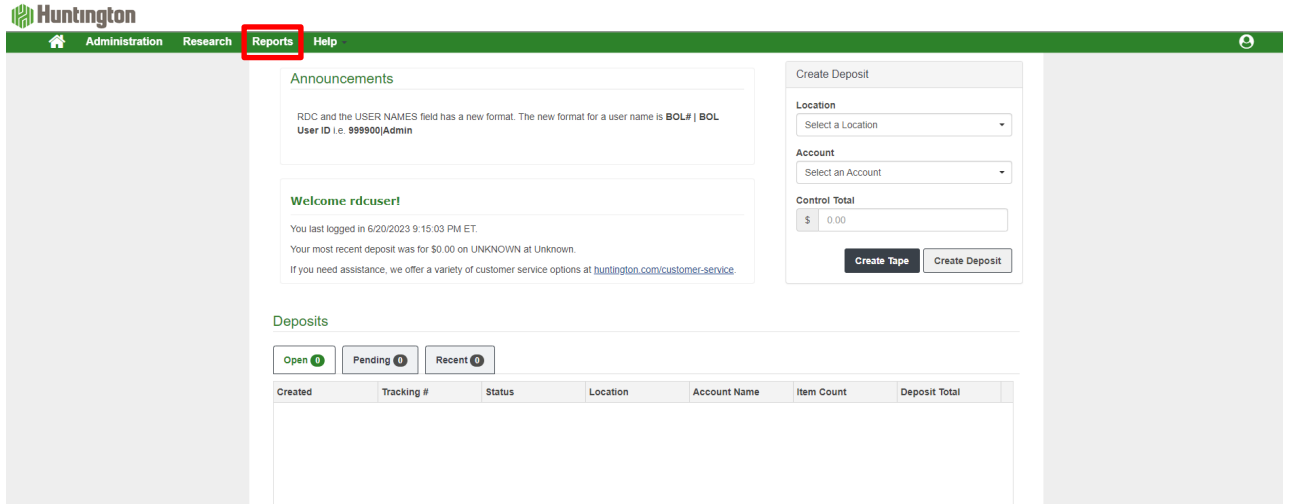 Huntington
Administration Research Reports Help
Announcements
RDC and the USER NAMES field has a new format. The new format for a user name is BOL# | BOL
User ID i.e. 999900|Admin
Welcome rdcuser!
You last logged in 6/20/2023 9:15:03 PM ET.
Your most recent deposit was for $0.00 on UNKNOWN at Unknown.
If you need assistance, we offer a variety of customer service options at huntington.com/customer-service.
Create Deposit
Location
Select a Location
Account
Select an Account
Control Total
$ 0.00
Create Tape Create Deposit
Deposits
Open 0 Pending 0 Recent 0
Created Tracking # Status Location Account Name Item Count Deposit Total